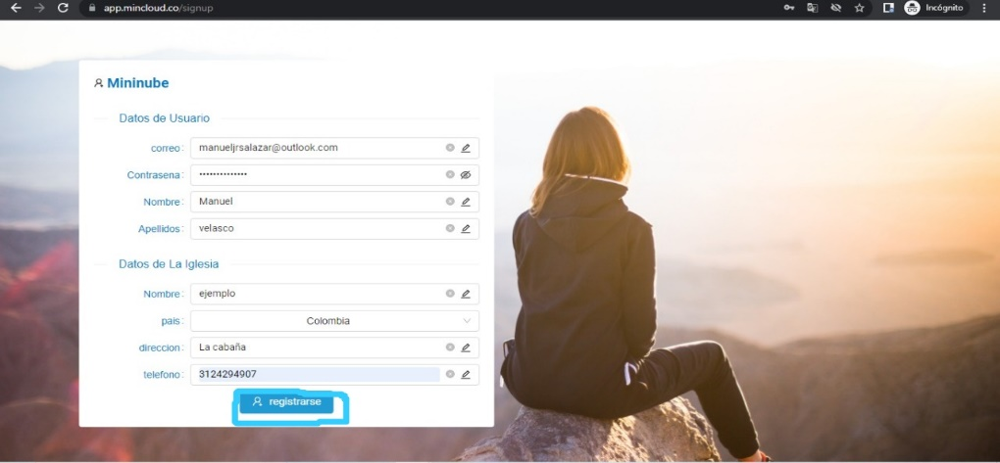 app.mincloud.co/signup
Incógnito
Mininube
Datos de Usuario
correo: manueljrsalazar@outlook.com
Contrasena: ••••••••••••••
Nombre: Manuel
Apellidos: velasco
Datos de La Iglesia
Nombre: ejemplo
pais: Colombia
direccion: La cabaña
telefono: 3124294907
registrarse